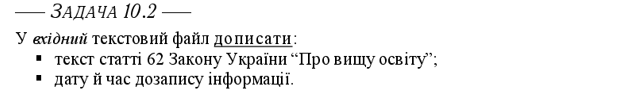 —— ЗАДАЧА 10.2 ——
У вхідний текстовий файл дописати:
▪ текст статті 62 Закону України “Про вищу освіту”;
▪ дату й час дозапису інформації.